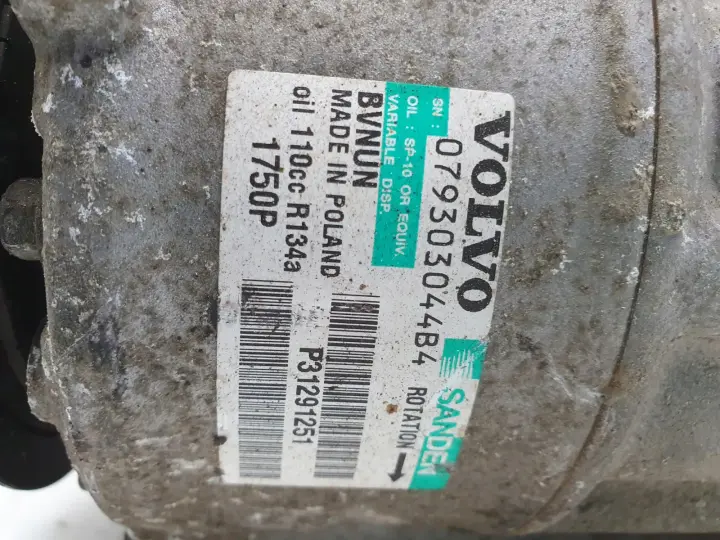 VOLVO
SANDEN
SN: 079303044B4
OIL: SP-10 OR EQUIV.
ROTATION
VARIABLE DISP.
BVNUN
MADE IN POLAND
oil 110cc R134a
1750P
P31291251